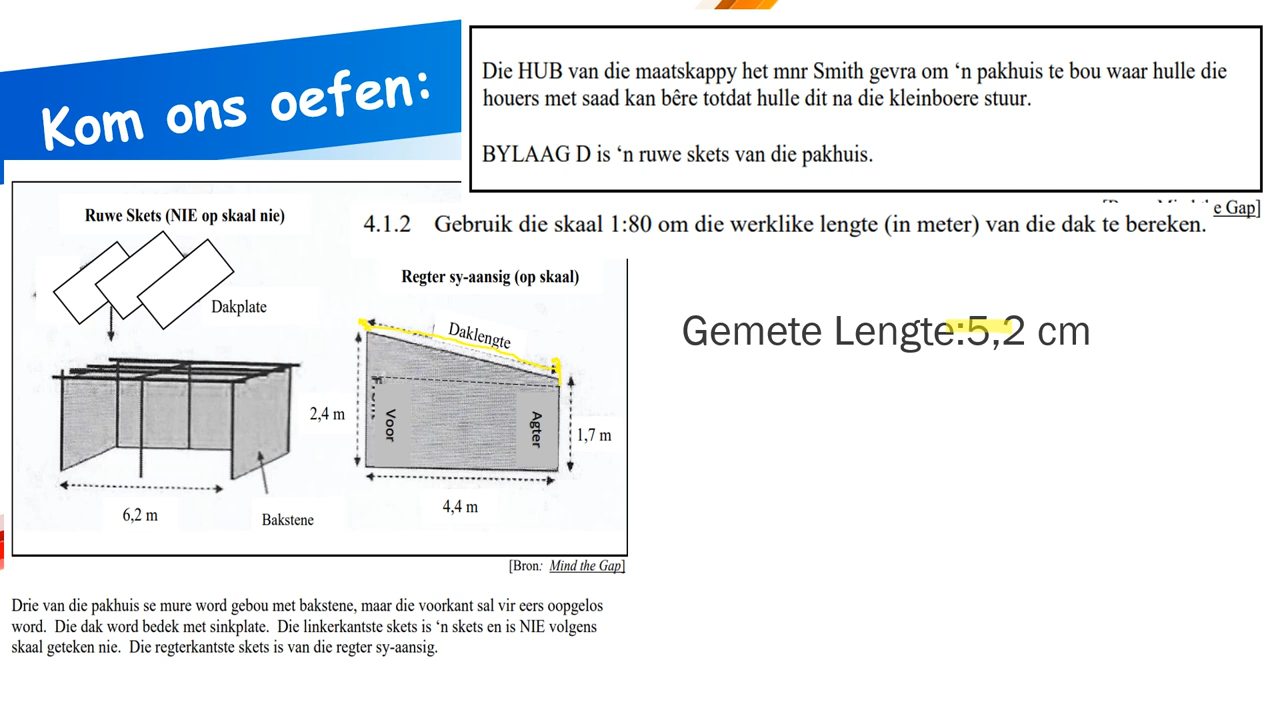 Kom ons oefen:
Die HUB van die maatskappy het mnr Smith gevra om ‘n pakhuis te bou waar hulle die
houers met saad kan bêre totdat hulle dit na die kleinboere stuur.
BYLAAG D is ‘n ruwe skets van die pakhuis.
e Gap]
4.1.2 Gebruik die skaal 1:80 om die werklike lengte (in meter) van die dak te bereken.
Ruwe Skets (NIE op skaal nie)
Dakplate
6,2 m
Bakstene
Regter sy-aansig (op skaal)
Daklengte
2,4 m
Voor
Agter
1,7 m
4,4 m
[Bron: Mind the Gap]
Gemete Lengte:5,2 cm
Drie van die pakhuis se mure word gebou met bakstene, maar die voorkant sal vir eers oopgelos
word. Die dak word bedek met sinkplate. Die linkerkantste skets is ‘n skets en is NIE volgens
skaal geteken nie. Die regterkantste skets is van die regter sy-aansig.